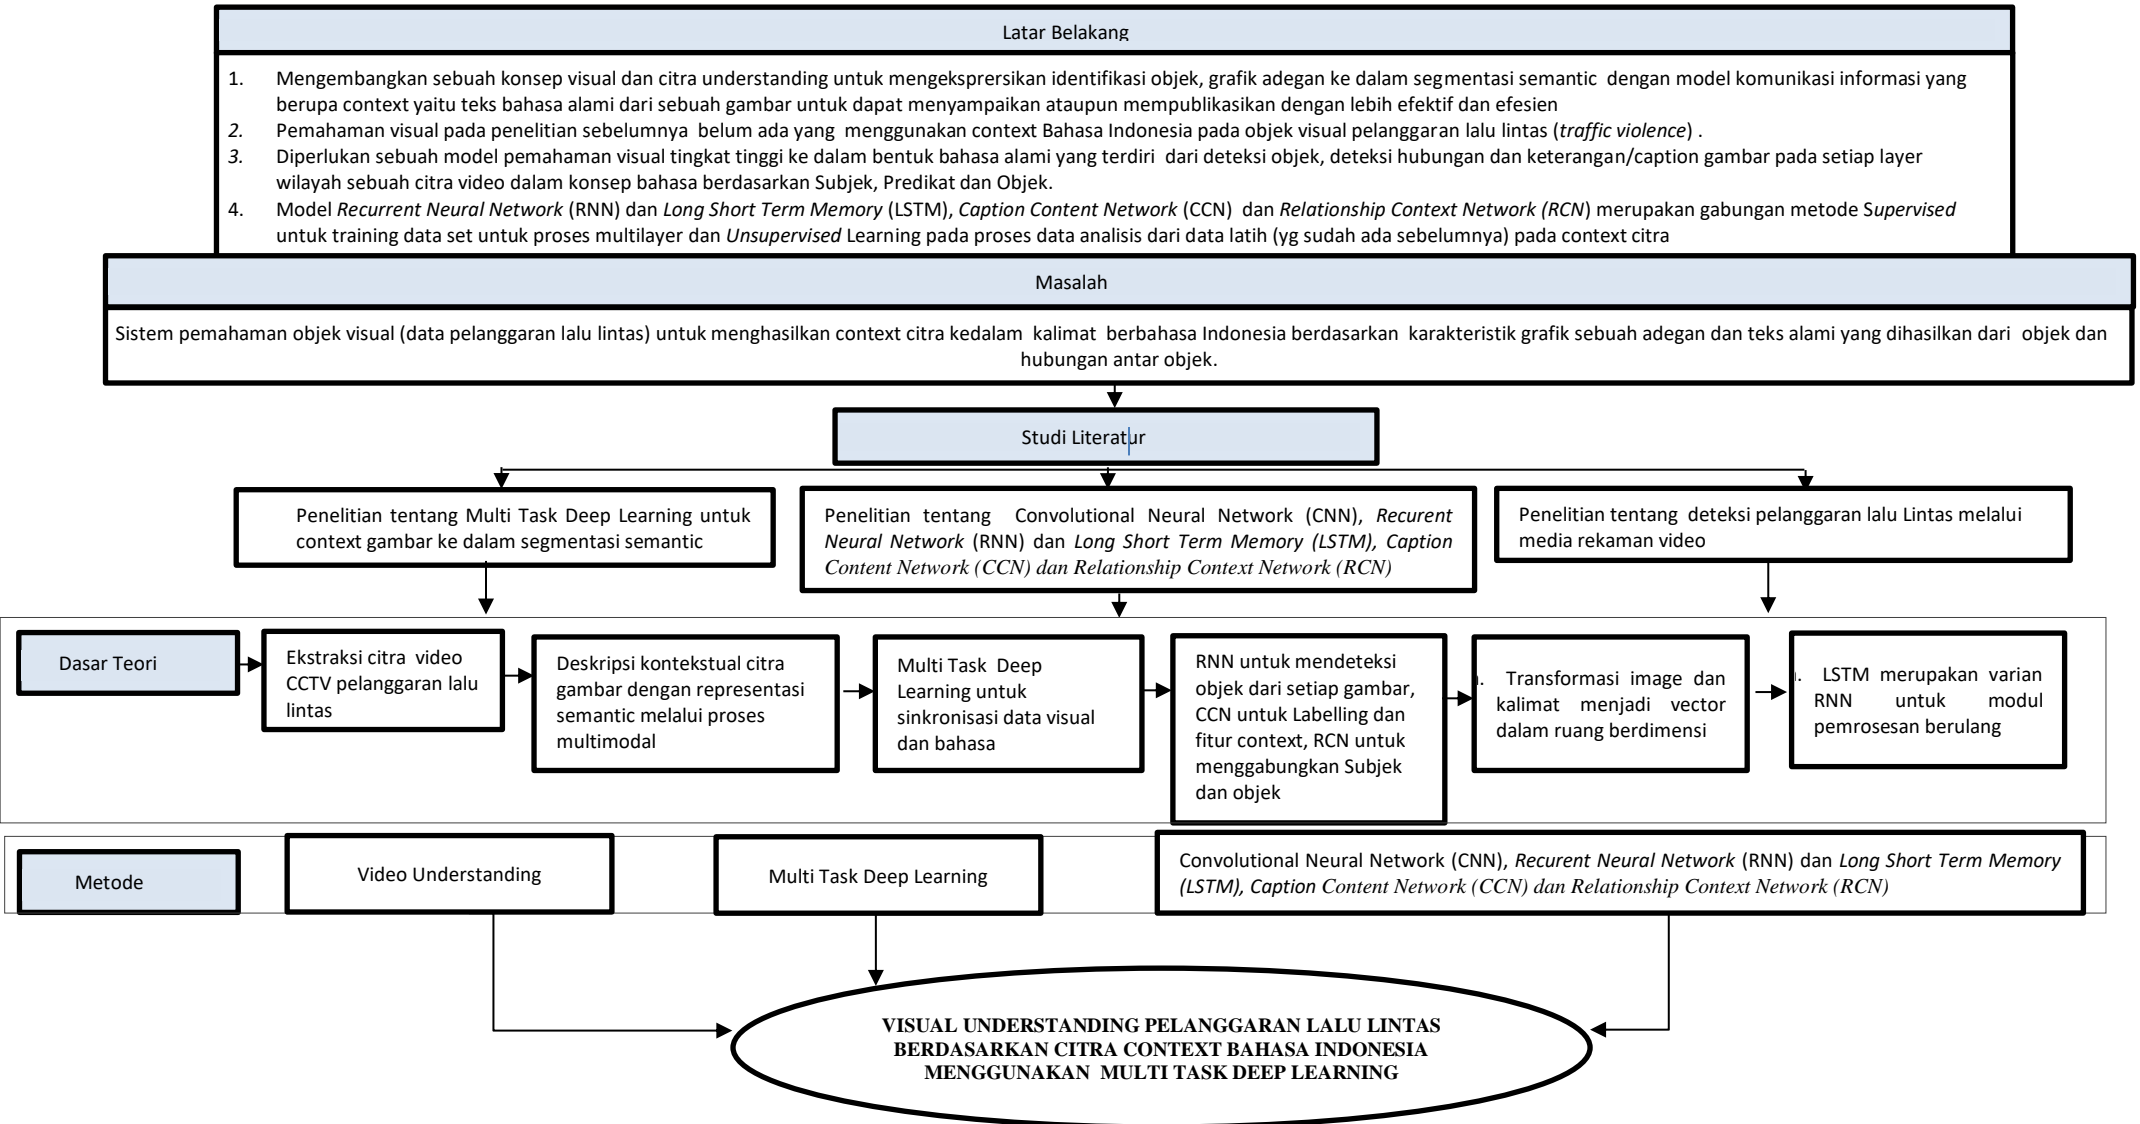 Latar Belakang
1. Mengembangkan sebuah konsep visual dan citra understanding untuk mengeksprersikan identifikasi objek, grafik adegan ke dalam segmentasi semantic dengan model komunikasi informasi yang
berupa context yaitu teks bahasa alami dari sebuah gambar untuk dapat menyampaikan ataupun mempublikasikan dengan lebih efektif dan efesien
2. Pemahaman visual pada penelitian sebelumnya belum ada yang menggunakan context Bahasa Indonesia pada objek visual pelanggaran lalu lintas (traffic violence) .
3. Diperlukan sebuah model pemahaman visual tingkat tinggi ke dalam bentuk bahasa alami yang terdiri dari deteksi objek, deteksi hubungan dan keterangan/caption gambar pada setiap layer
wilayah sebuah citra video dalam konsep bahasa berdasarkan Subjek, Predikat dan Objek.
4. Model Recurrent Neural Network (RNN) dan Long Short Term Memory (LSTM), Caption Content Network (CCN) dan Relationship Context Network (RCN) merupakan gabungan metode Supervised
untuk training data set untuk proses multilayer dan Unsupervised Learning pada proses data analisis dari data latih (yg sudah ada sebelumnya) pada context citra
Masalah
Sistem pemahaman objek visual (data pelanggaran lalu lintas) untuk menghasilkan context citra kedalam kalimat berbahasa Indonesia berdasarkan karakteristik grafik sebuah adegan dan teks alami yang dihasilkan dari objek dan
hubungan antar objek.
Studi Literatur
Penelitian tentang Multi Task Deep Learning untuk
context gambar ke dalam segmentasi semantic
Penelitian tentang Convolutional Neural Network (CNN), Recurent
Neural Network (RNN) dan Long Short Term Memory (LSTM), Caption
Content Network (CCN) dan Relationship Context Network (RCN)
Penelitian tentang deteksi pelanggaran lalu Lintas melalui
media rekaman video
Dasar Teori
Ekstraksi citra video
CCTV pelanggaran lalu
lintas
Deskripsi kontekstual citra
gambar dengan representasi
semantic melalui proses
multimodal
Multi Task Deep
Learning untuk
sinkronisasi data visual
dan bahasa
RNN untuk mendeteksi
objek dari setiap gambar,
CCN untuk Labelling dan
fitur context, RCN untuk
menggabungkan Subjek
dan objek
Transformasi image dan
kalimat menjadi vector
dalam ruang berdimensi
LSTM merupakan varian
RNN untuk modul
pemrosesan berulang
Metode
Video Understanding
Multi Task Deep Learning
Convolutional Neural Network (CNN), Recurent Neural Network (RNN) dan Long Short Term Memory
(LSTM), Caption Content Network (CCN) dan Relationship Context Network (RCN)
VISUAL UNDERSTANDING PELANGGARAN LALU LINTAS
BERDASARKAN CITRA CONTEXT BAHASA INDONESIA
MENGGUNAKAN MULTI TASK DEEP LEARNING